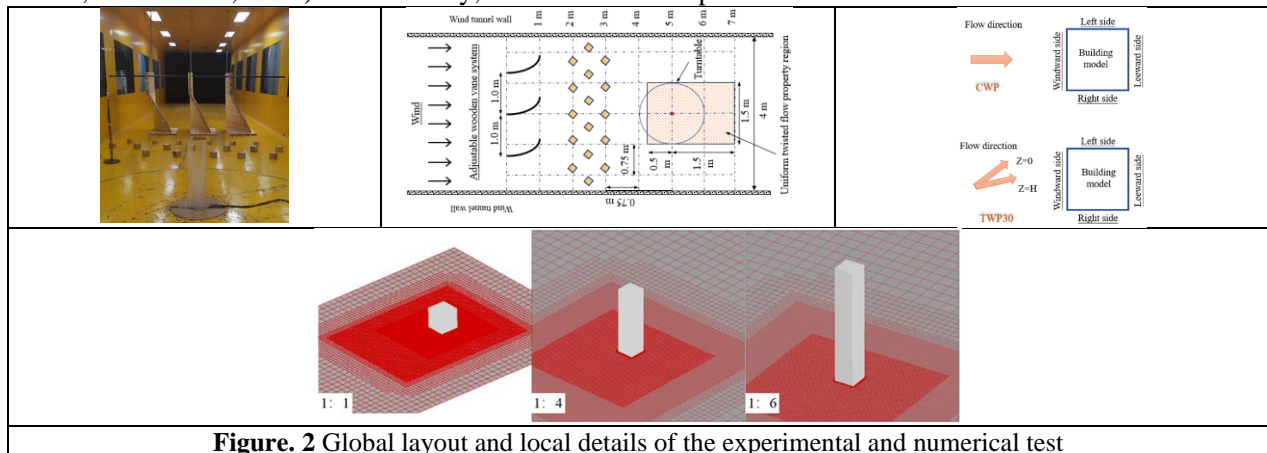 Wind tunnel wall
1 m
2 m
3 m
4 m
5 m
6 m
7 m
Wind
Adjustable wooden vane system
1.0 m
1.0 m
Turntable
1.5 m
4 m
0.75 m
0.5
m
1.5
m
0.75 m
Uniform twisted flow property region
Wind tunnel wall
Flow direction
CWP
Left side
Windward side
Building
model
Leeward side
Right side
Flow direction
Z=0
Z=H
TWP30
Left side
Windward side
Building
model
Leeward side
Right side
1: 1
1: 4
1: 6
Figure. 2 Global layout and local details of the experimental and numerical test